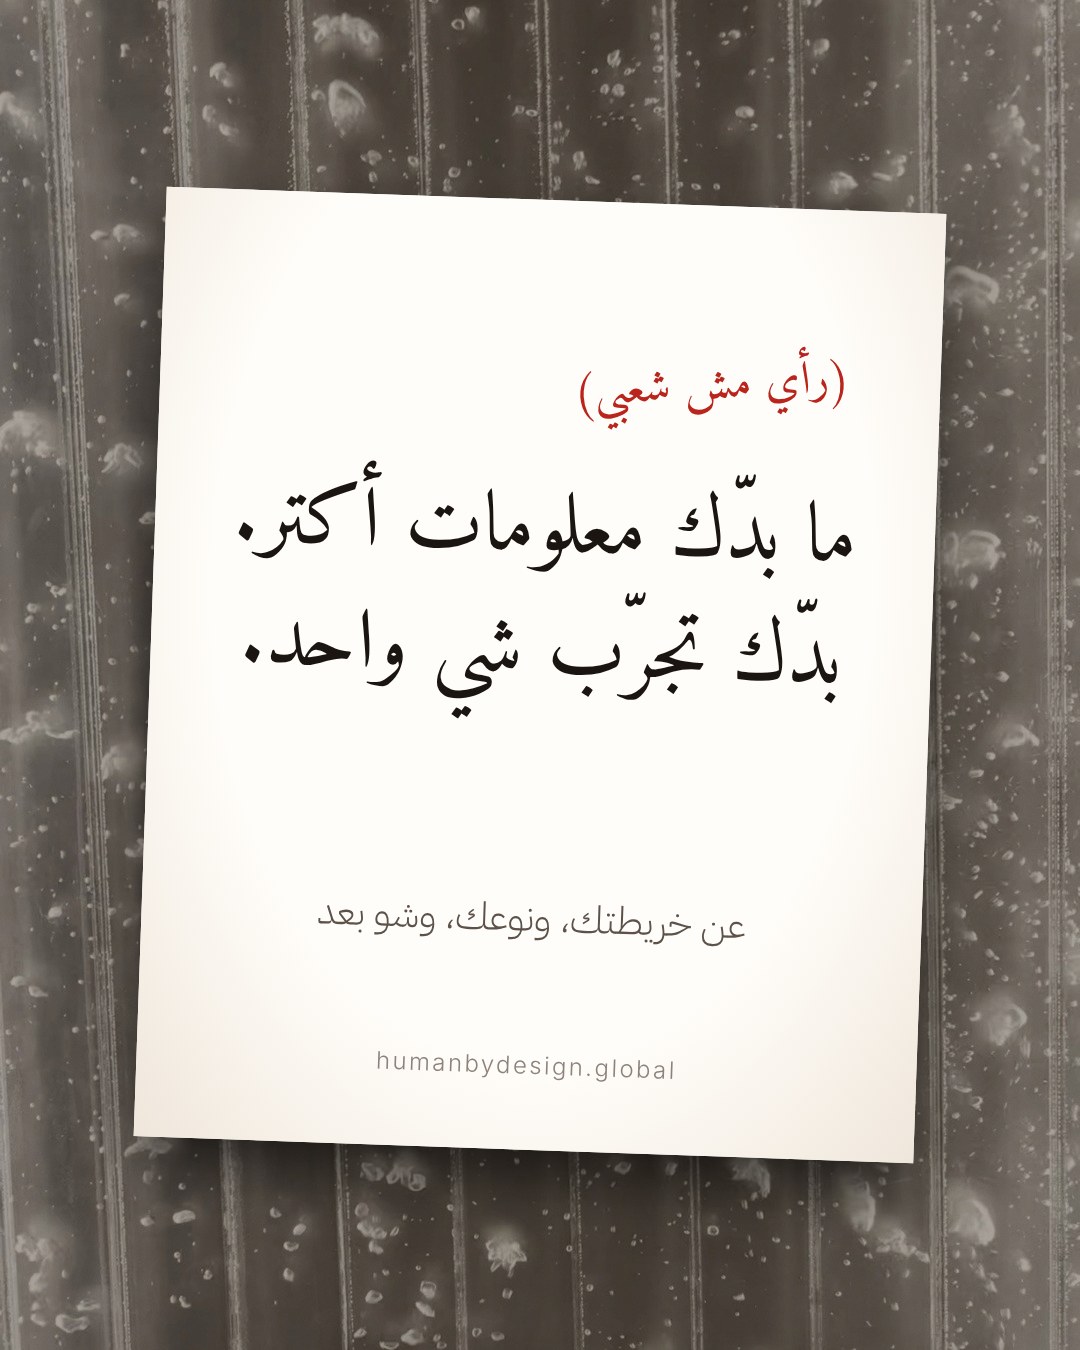 (رأي مش شعبي)
ما بدّك معلومات أكتر.
بدّك تجرّب شي واحد.
عن خريطتك، ونوعك، وشو بعد
humanbydesign.global